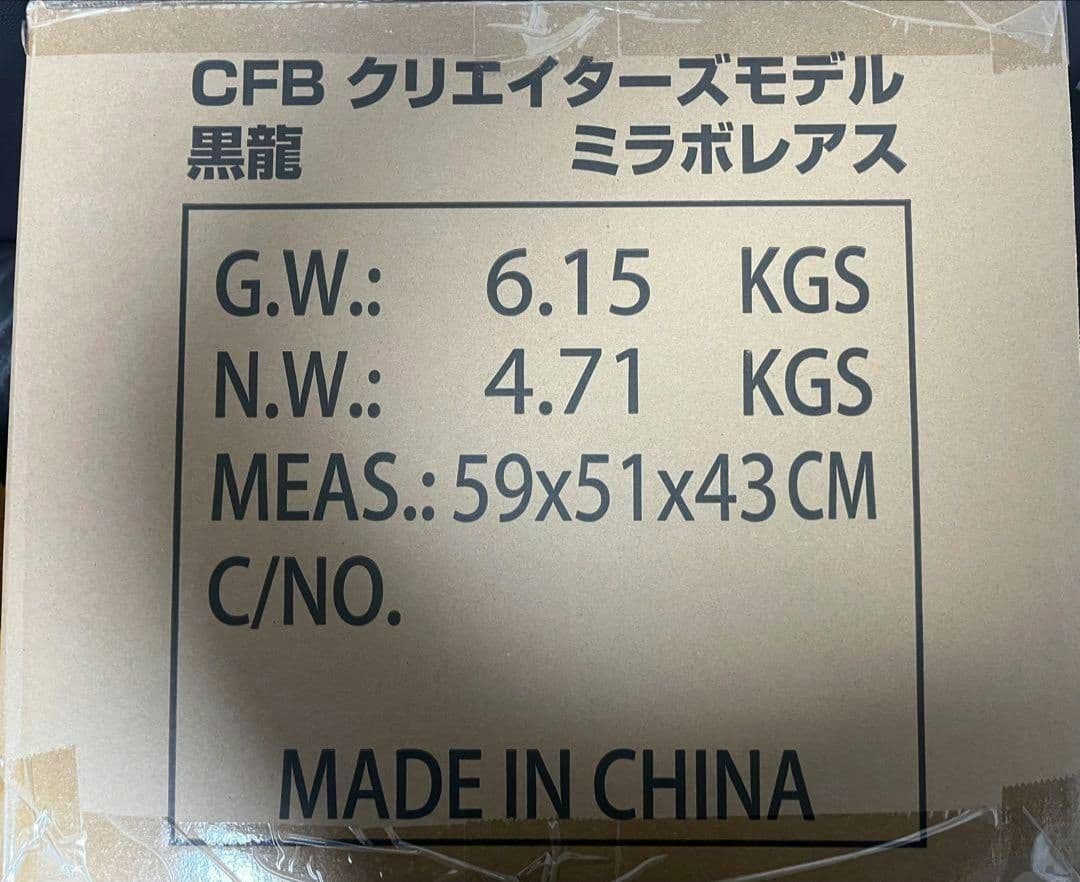 CFB クリエイターズモデル
黒龍 ミラボレアス
G.W.: 6.15 KGS
N.W.: 4.71 KGS
MEAS.: 59x51x43 CM
C/NO.
MADE IN CHINA